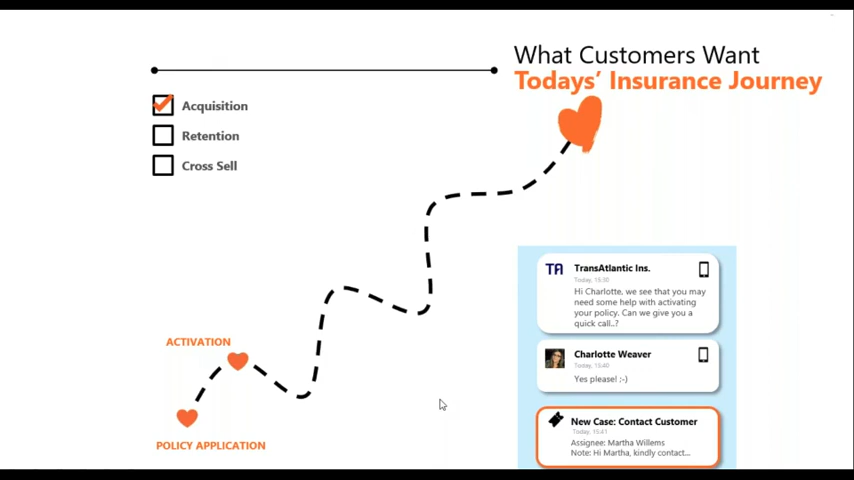 What Customers Want
Todays’ Insurance Journey
Acquisition
Retention
Cross Sell
TA
TransAtlantic Ins.
Today, 15:30
Hi Charlotte, we see that you may
need some help with activating
your policy. Can we give you a
quick call..?
Charlotte Weaver
Today, 15:40
Yes please! ;-)
New Case: Contact Customer
Today, 15:41
Assignee: Martha Willems
Note: Hi Martha, kindly contact...
ACTIVATION
POLICY APPLICATION